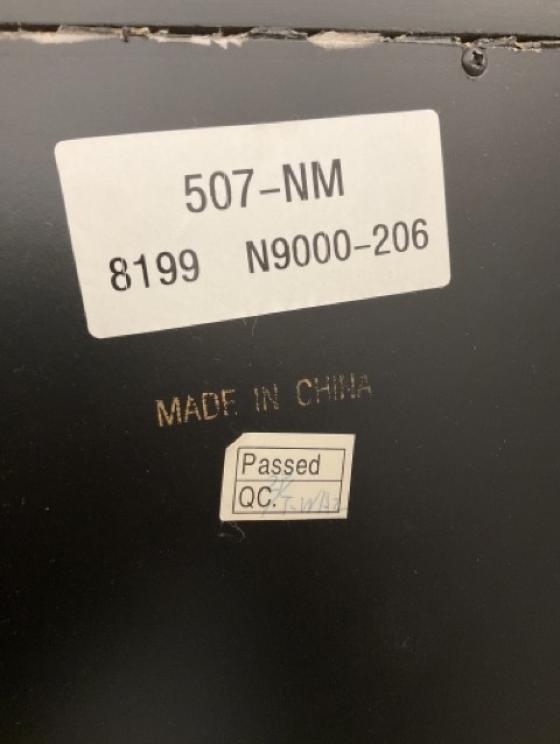 507-NM
8199 N9000-206
MADE IN CHINA
Passed
QC.